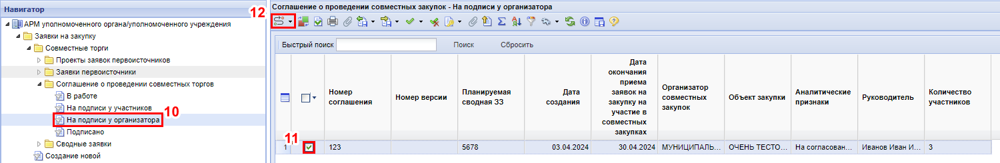 Навигатор
АРМ уполномоченного органа/уполномоченного учреждения
Заявки на закупку
Совместные торги
Проекты заявок первоисточников
Заявки первоисточники
Соглашение о проведении совместных торгов
В работе
На подписи у участников
На подписи у организатора
10
Подписано
Сводные заявки
Создание новой
12
Соглашение о проведении совместных закупок - На подписи у организатора
Быстрый поиск
Поиск
Сбросить
Номер соглашения
Номер версии
Планируемая сводная ЗЗ
Дата создания
Дата окончания приема заявок на закупку на участие в совместных закупках
Организатор совместных закупок
Объект закупки
Аналитические признаки
Руководитель
Количество участников
11
1 123 5678 03.04.2024 30.04.2024 МУНИЦИПАЛЬ... ОЧЕНЬ ТЕСТО... На согласован... Иванов Иван И... 3